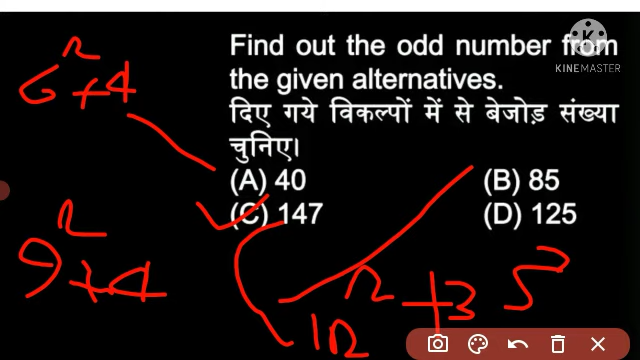 KINEMASTER
Find out the odd number from
the given alternatives.
दिए गये विकल्पों में से बेजोड़ संख्या
चुनिए।
(A) 40 (B) 85
(C) 147 (D) 125
6² + 4
9² + 4
12² + 3